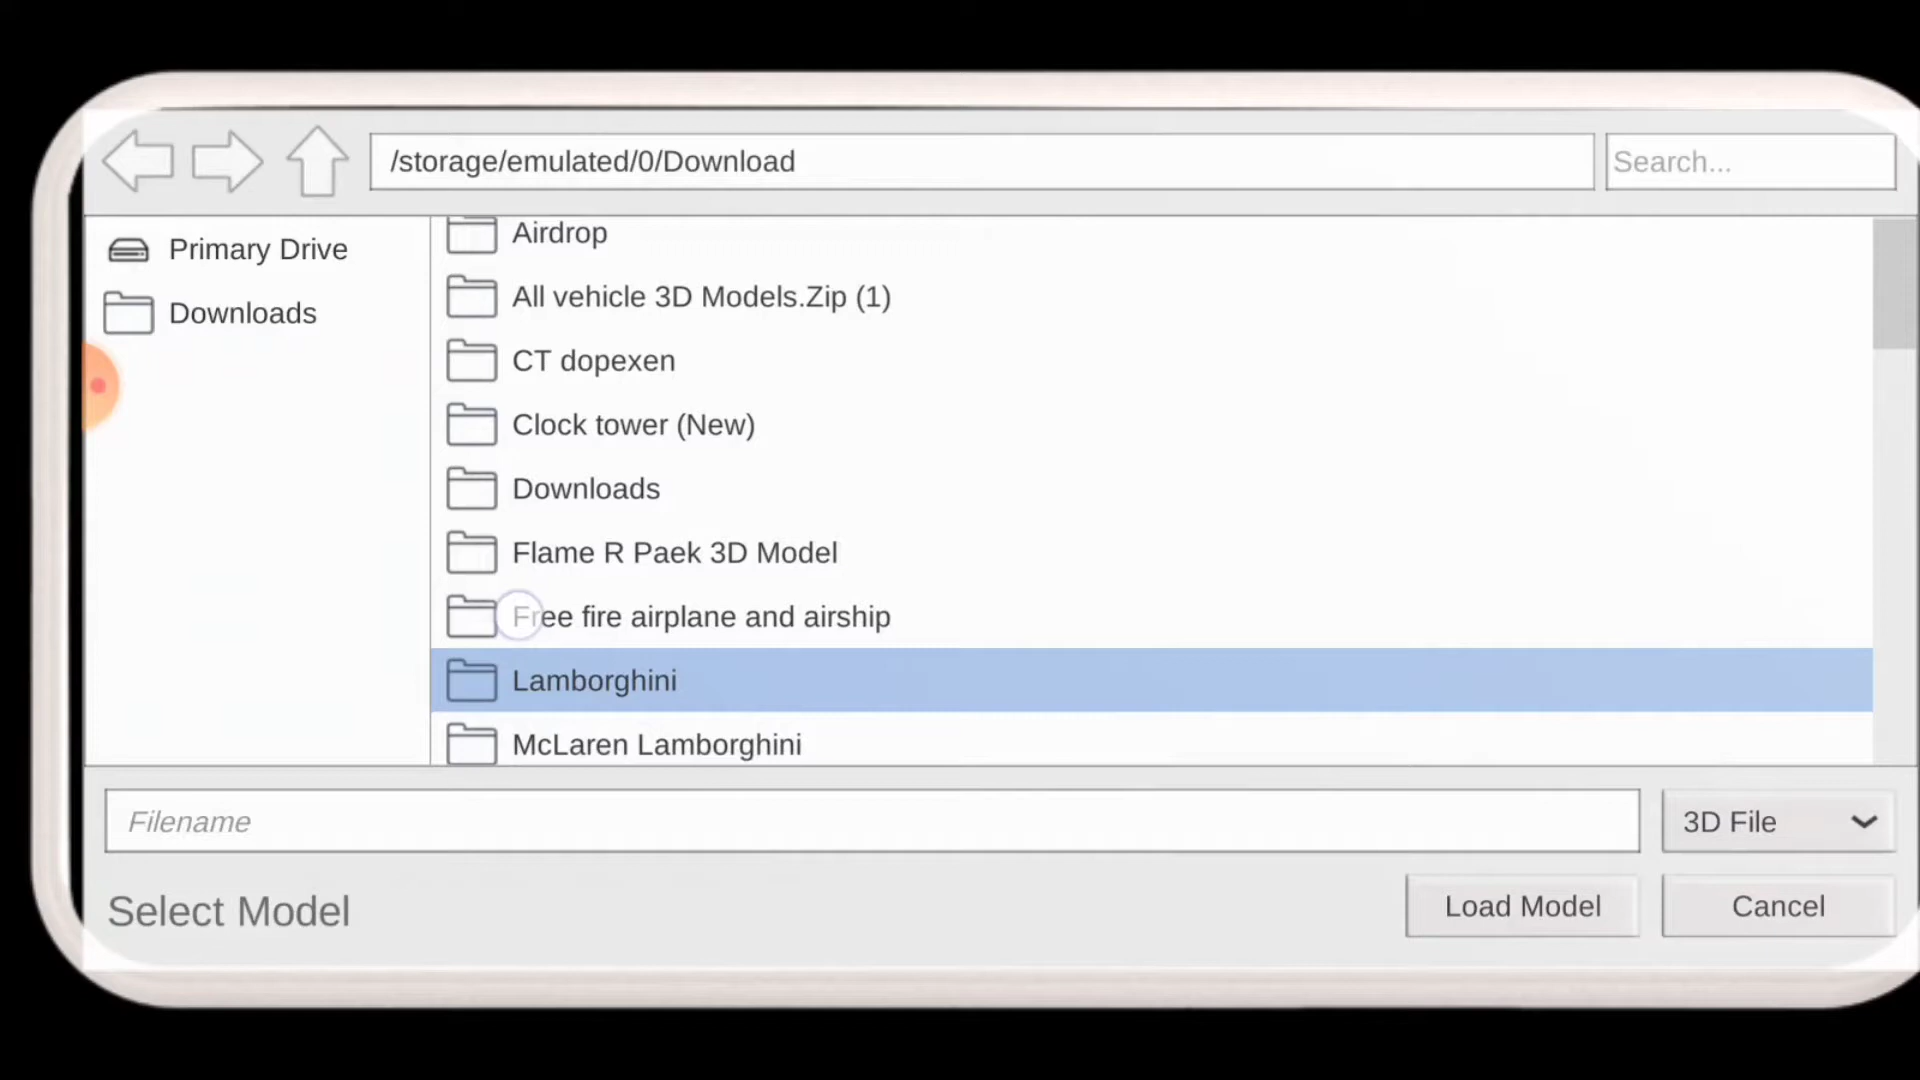 /storage/emulated/0/Download
Search...
Primary Drive
Downloads
Airdrop
All vehicle 3D Models.Zip (1)
CT dopexen
Clock tower (New)
Downloads
Flame R Paek 3D Model
Free fire airplane and airship
Lamborghini
McLaren Lamborghini
Filename
3D File
Select Model
Load Model
Cancel